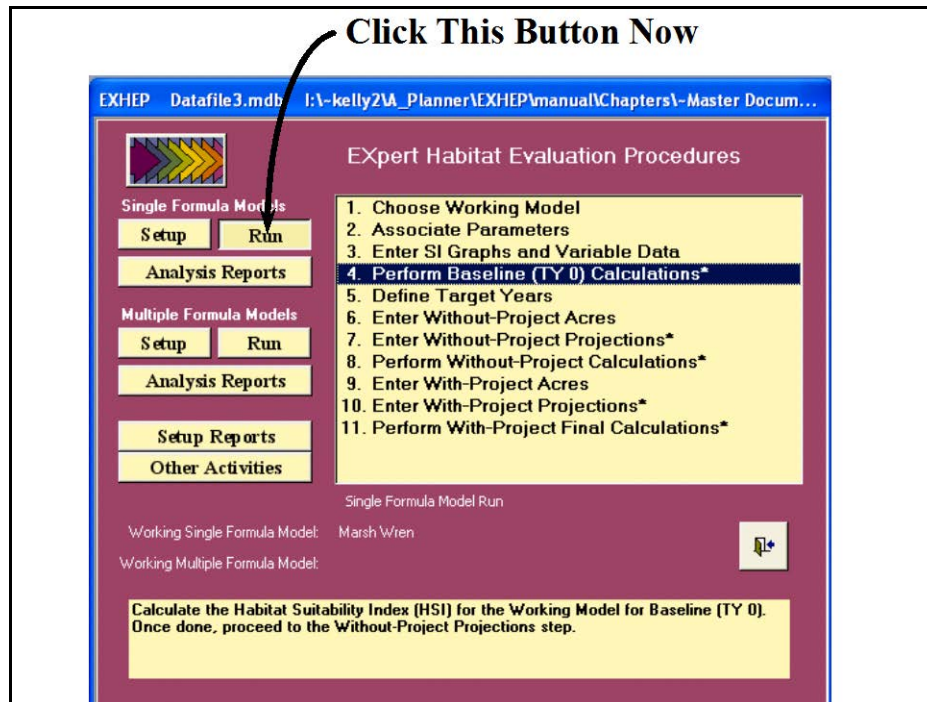 Click This Button Now
EXHEP Datafile3.mdb I:\~kelly2\A_Planner\EXHEP\manual\Chapters\~Master Docum...
EXpert Habitat Evaluation Procedures
Single Formula Models
Setup Run
Analysis Reports
Multiple Formula Models
Setup Run
Analysis Reports
Setup Reports
Other Activities
1. Choose Working Model
2. Associate Parameters
3. Enter SI Graphs and Variable Data
4. Perform Baseline (TY 0) Calculations*
5. Define Target Years
6. Enter Without-Project Acres
7. Enter Without-Project Projections*
8. Perform Without-Project Calculations*
9. Enter With-Project Acres
10. Enter With-Project Projections*
11. Perform With-Project Final Calculations*
Single Formula Model Run
Working Single Formula Model: Marsh Wren
Working Multiple Formula Model:
Calculate the Habitat Suitability Index (HSI) for the Working Model for Baseline (TY 0).
Once done, proceed to the Without-Project Projections step.